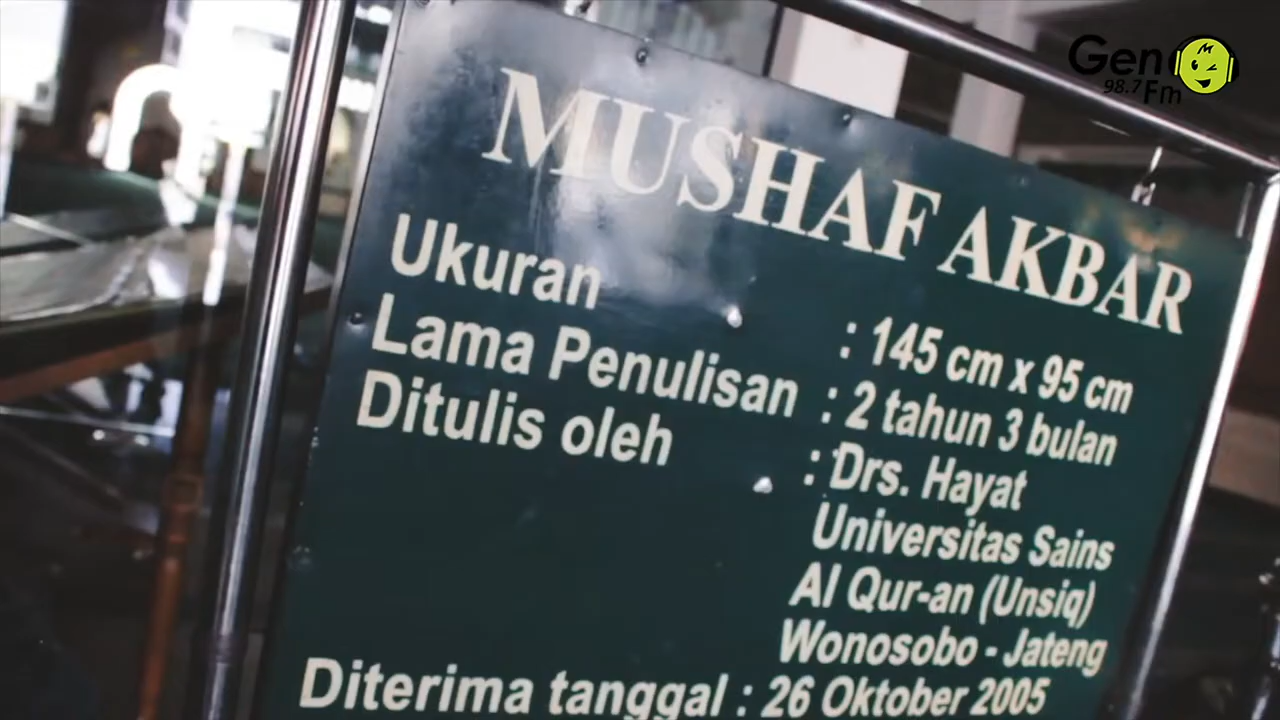 Gen
98.7 Fm
MUSHAF AKBAR
Ukuran : 145 cm x 95 cm
Lama Penulisan : 2 tahun 3 bulan
Ditulis oleh : Drs. Hayat
Universitas Sains
Al Qur-an (Unsiq)
Wonosobo - Jateng
Diterima tanggal : 26 Oktober 2005